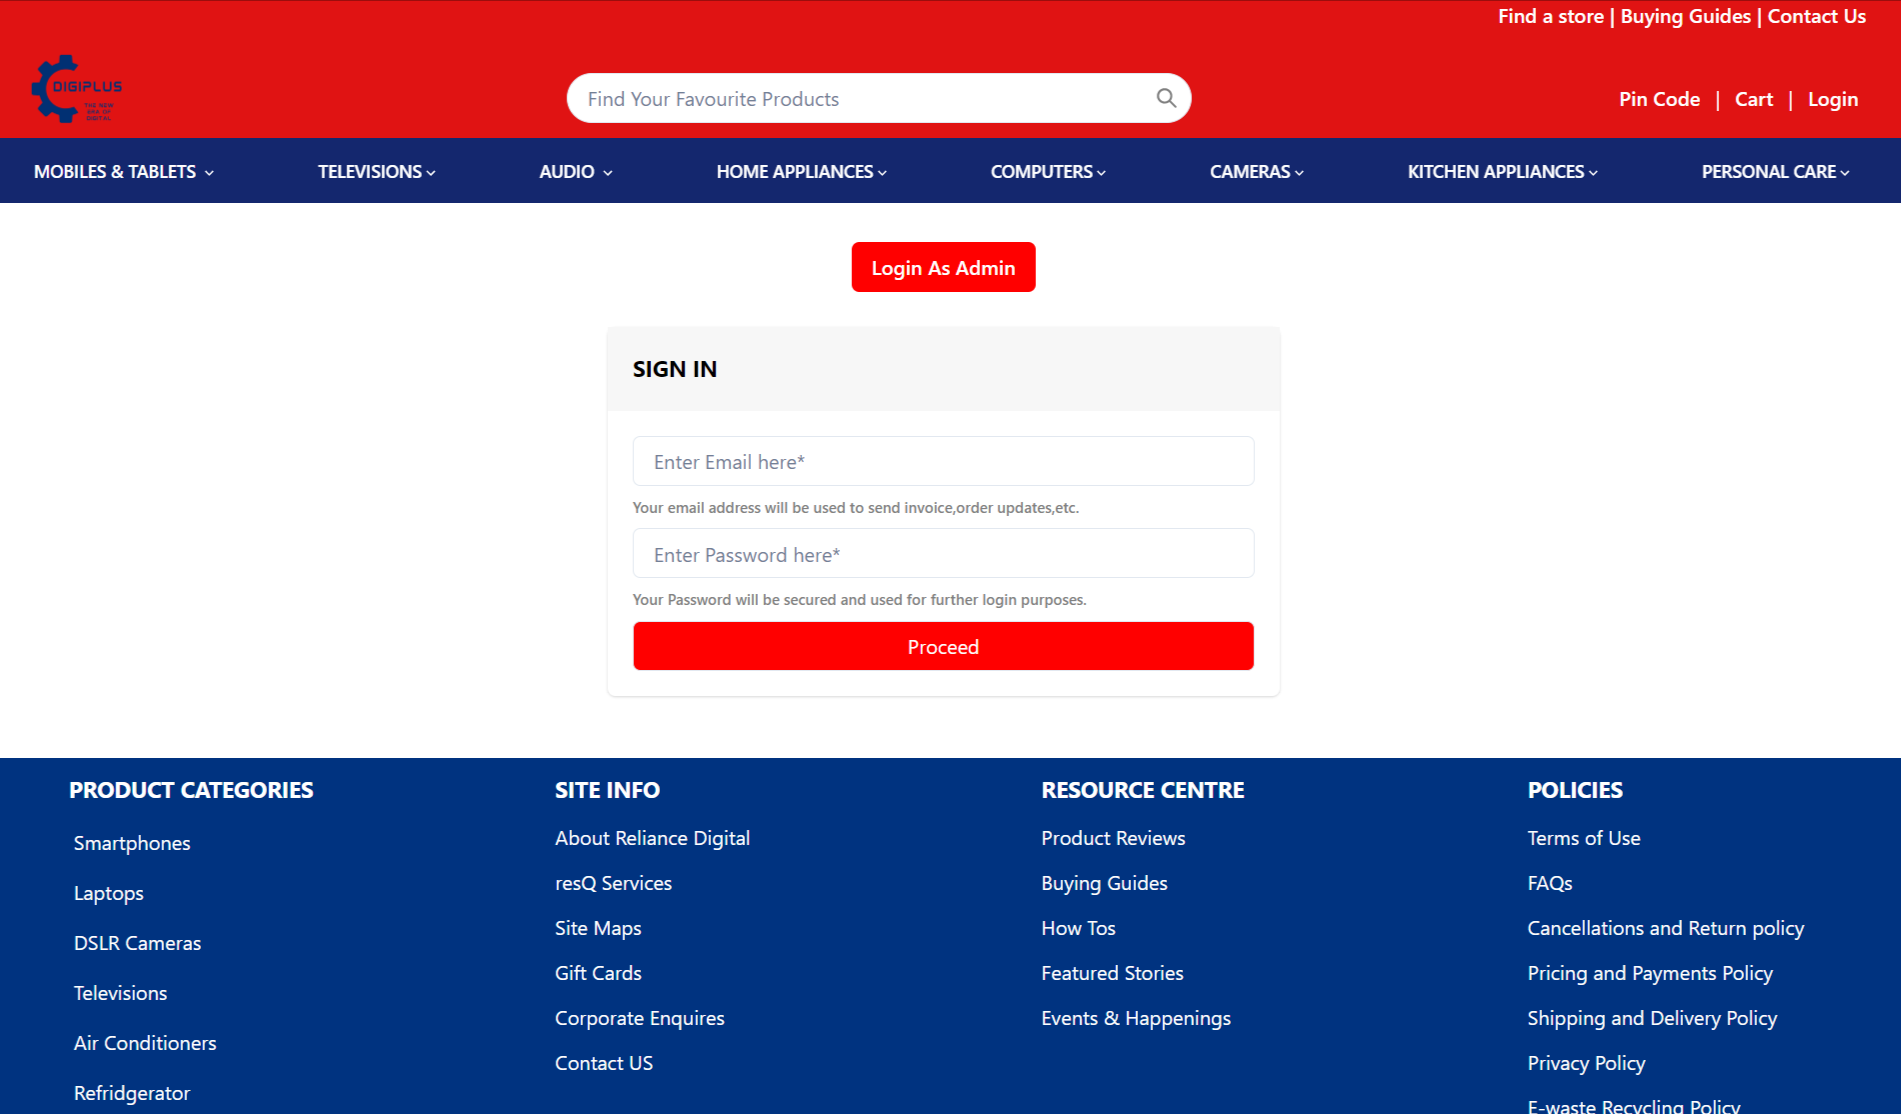 Find a store | Buying Guides | Contact Us
DIGIPLUS
THE NEW
ERA OF
DIGITAL
Find Your Favourite Products
Pin Code | Cart | Login
MOBILES & TABLETS TELEVISIONS AUDIO HOME APPLIANCES COMPUTERS CAMERAS KITCHEN APPLIANCES PERSONAL CARE
Login As Admin
SIGN IN
Enter Email here*
Your email address will be used to send invoice,order updates,etc.
Enter Password here*
Your Password will be secured and used for further login purposes.
Proceed
PRODUCT CATEGORIES
Smartphones
Laptops
DSLR Cameras
Televisions
Air Conditioners
Refridgerator
SITE INFO
About Reliance Digital
resQ Services
Site Maps
Gift Cards
Corporate Enquires
Contact US
RESOURCE CENTRE
Product Reviews
Buying Guides
How Tos
Featured Stories
Events & Happenings
POLICIES
Terms of Use
FAQs
Cancellations and Return policy
Pricing and Payments Policy
Shipping and Delivery Policy
Privacy Policy
E-waste Recycling Policy